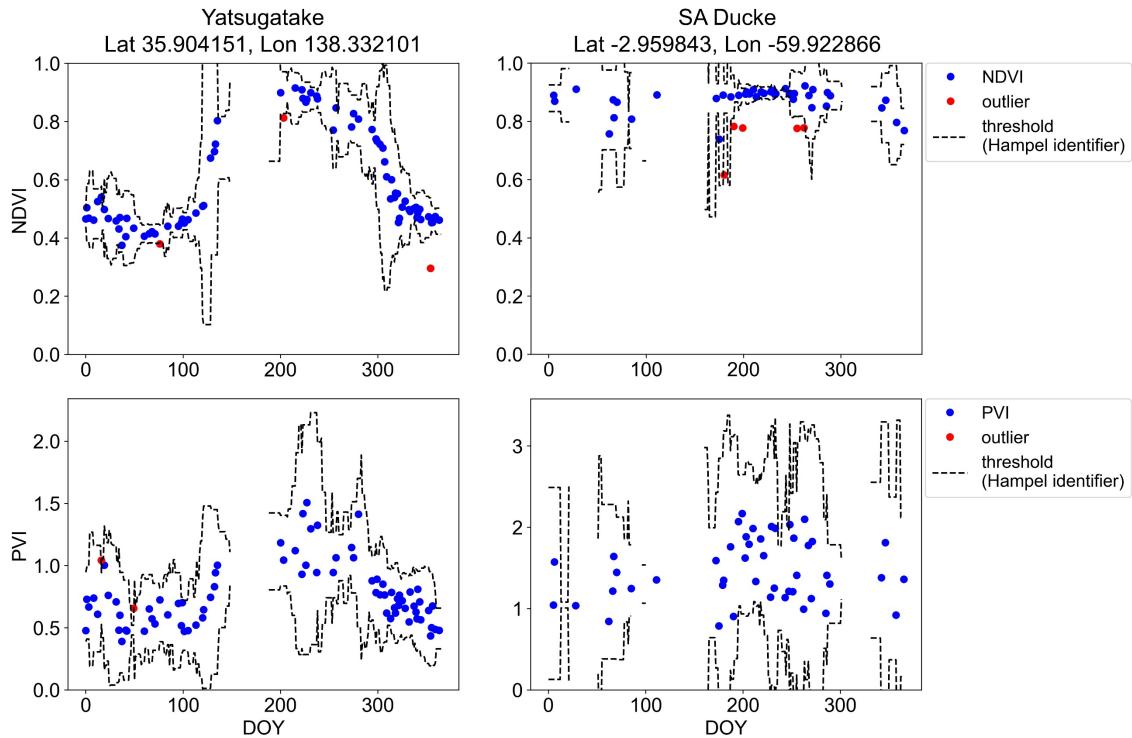 Yatsugatake
Lat 35.904151, Lon 138.332101
SA Ducke
Lat -2.959843, Lon -59.922866
1.0
0.8
0.6
0.4
0.2
0.0
NDVI
0
100
200
300
1.0
0.8
0.6
0.4
0.2
0.0
0
100
200
300
NDVI
outlier
threshold
(Hampel identifier)
2.0
1.5
1.0
0.5
0.0
PVI
0
100
200
300
DOY
3
2
1
0
0
100
200
300
DOY
PVI
outlier
threshold
(Hampel identifier)